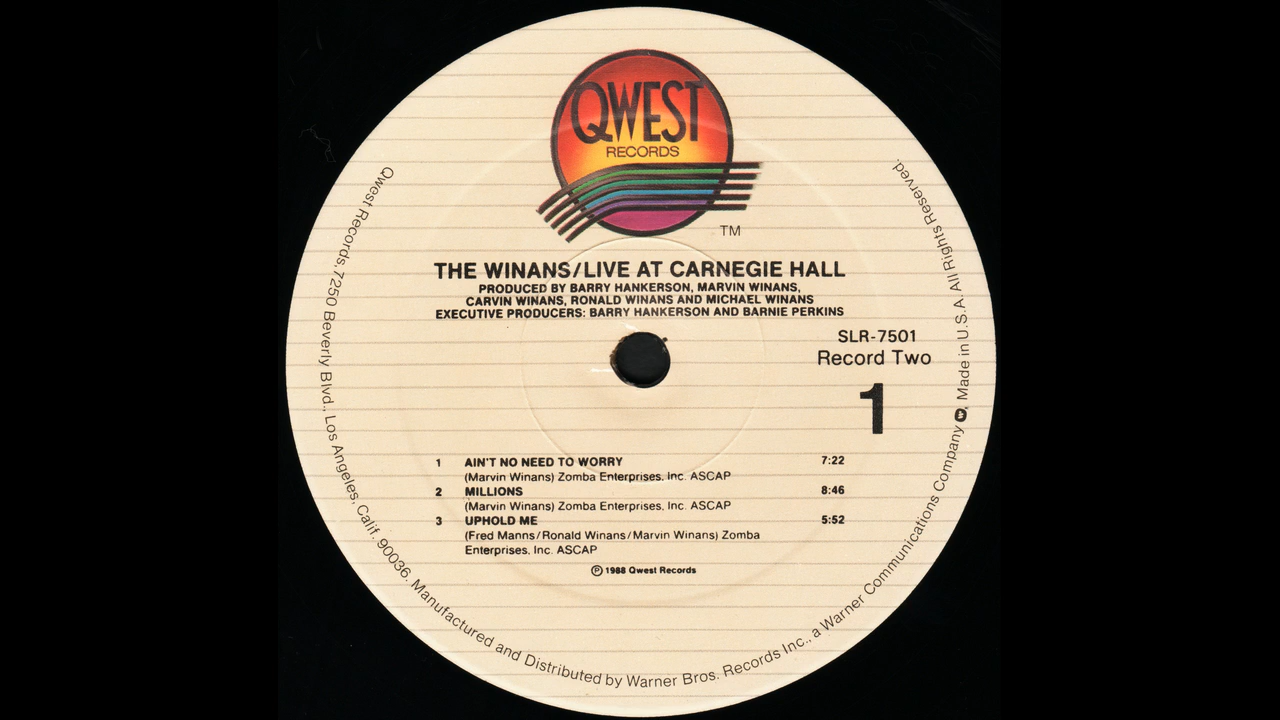 QWEST
RECORDS
TM
THE WINANS/LIVE AT CARNEGIE HALL
PRODUCED BY BARRY HANKERSON, MARVIN WINANS,
CARVIN WINANS, RONALD WINANS AND MICHAEL WINANS
EXECUTIVE PRODUCERS: BARRY HANKERSON AND BARNIE PERKINS
SLR-7501
Record Two
1
1 AIN'T NO NEED TO WORRY 7:22
(Marvin Winans) Zomba Enterprises, Inc. ASCAP
2 MILLIONS 8:46
(Marvin Winans) Zomba Enterprises, Inc. ASCAP
3 UPHOLD ME 5:52
(Fred Manns/Ronald Winans/Marvin Winans) Zomba
Enterprises, Inc. ASCAP
℗ 1988 Qwest Records
Qwest Records, 7250 Beverly Blvd., Los Angeles, Calif. 90036. Manufactured and Distributed by Warner Bros. Records Inc., a Warner Communications Company W, Made in U.S.A. All Rights Reserved.